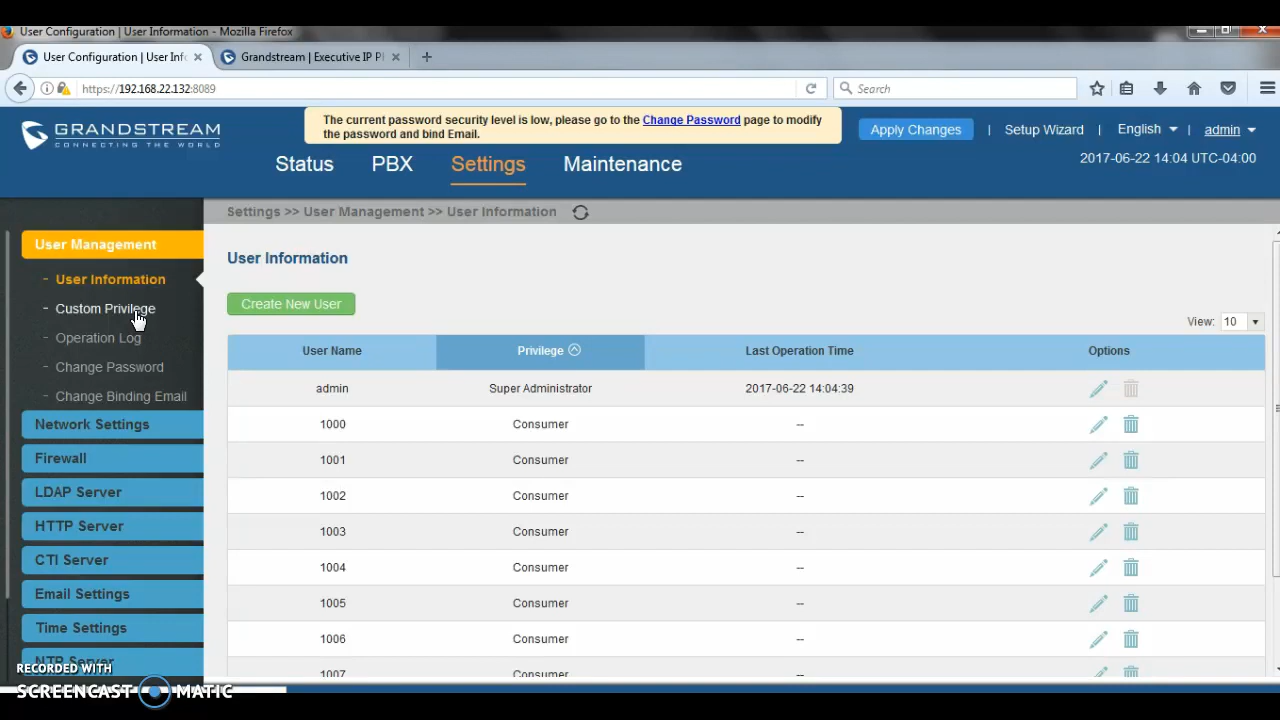 User Configuration | User Information - Mozilla Firefox
User Configuration | User Inf
Grandstream | Executive IP P
https://192.168.22.132:8089
Search
GRANDSTREAM
CONNECTING THE WORLD
The current password security level is low, please go to the Change Password page to modify
the password and bind Email.
Apply Changes | Setup Wizard | English | admin
2017-06-22 14:04 UTC-04:00
Status PBX Settings Maintenance
Settings >> User Management >> User Information
User Management
- User Information
- Custom Privilege
- Operation Log
- Change Password
- Change Binding Email
Network Settings
Firewall
LDAP Server
HTTP Server
CTI Server
Email Settings
Time Settings
NTP Server
User Information
Create New User
View: 10
User Name Privilege Last Operation Time Options
admin Super Administrator 2017-06-22 14:04:39
1000 Consumer --
1001 Consumer --
1002 Consumer --
1003 Consumer --
1004 Consumer --
1005 Consumer --
1006 Consumer --
1007 Consumer --
RECORDED WITH
SCREENCAST MATIC